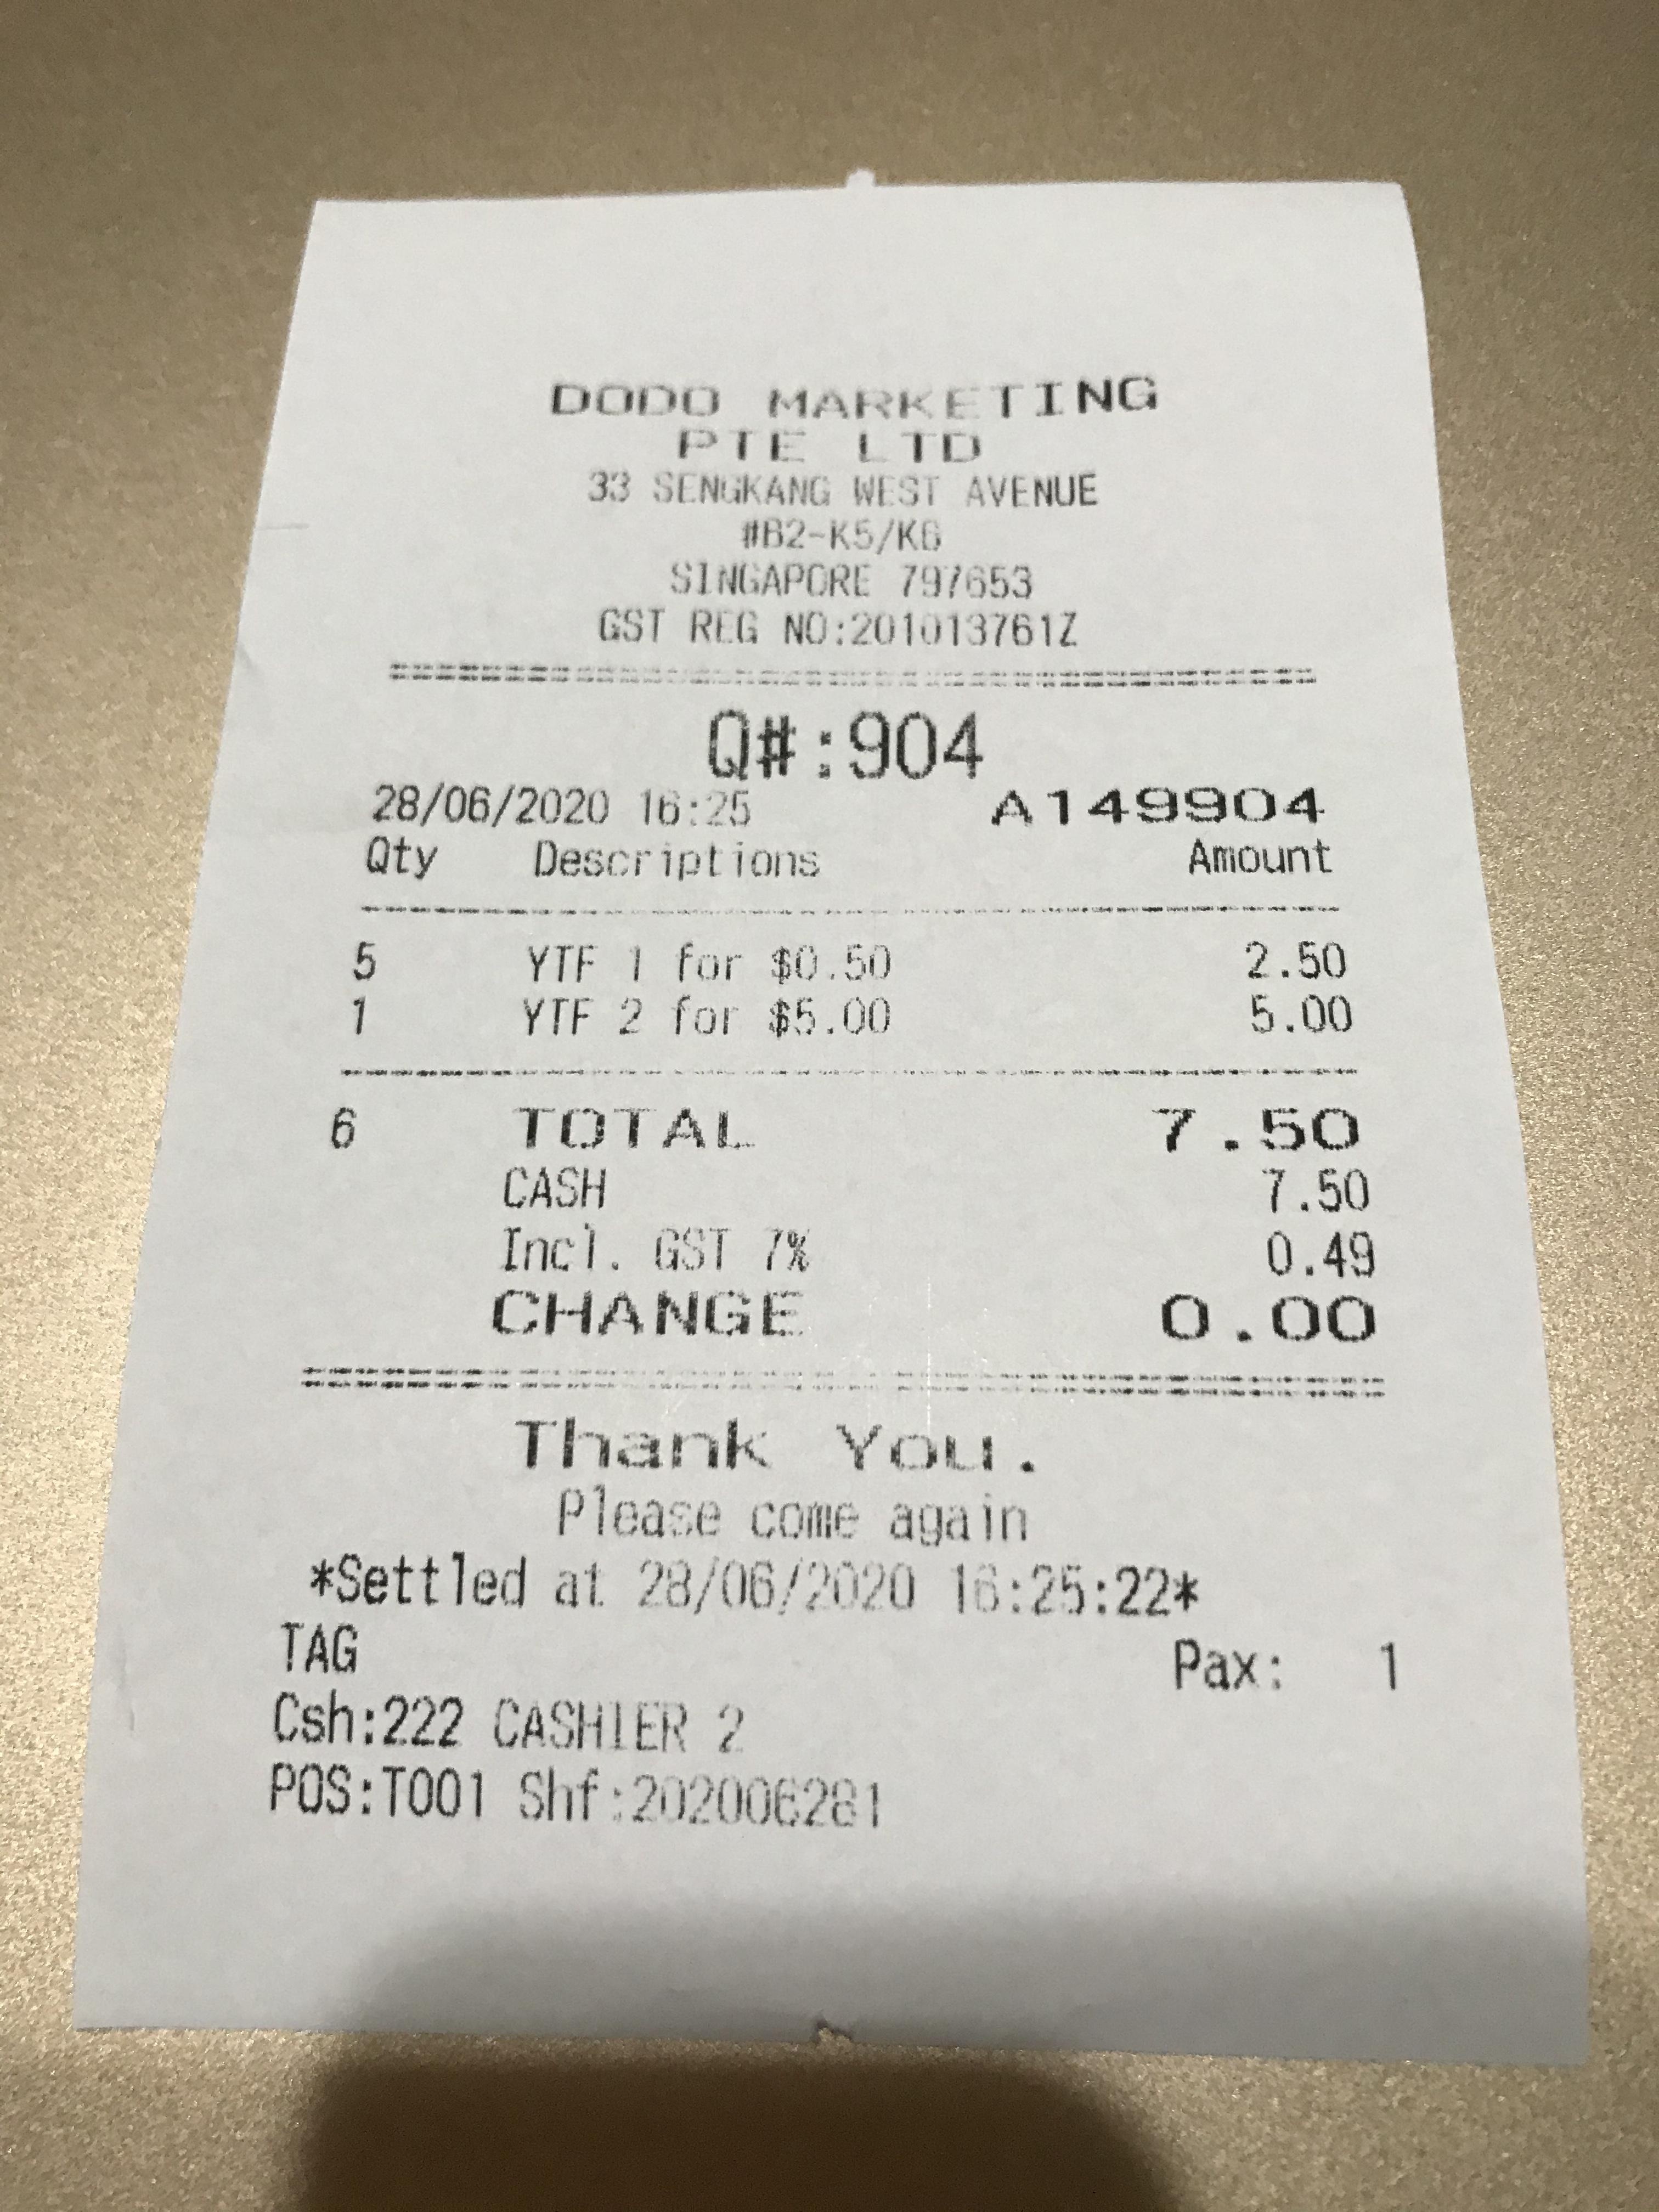 DODO MARKETING
PTE LTD
33 SENGKANG WEST AVENUE
#B2-K5/K6
SINGAPORE 797653
GST REG NO:201013761Z
Q#:904
28/06/2020 16:25 A149904
Qty Descriptions Amount
5 YTF 1 for $0.50 2.50
1 YTF 2 for $5.00 5.00
6 TOTAL 7.50
CASH 7.50
Incl. GST 7% 0.49
CHANGE 0.00
Thank You.
Please come again
*Settled at 28/06/2020 16:25:22*
TAG Pax: 1
Csh:222 CASHIER 2
POS:T001 Shf:202006281